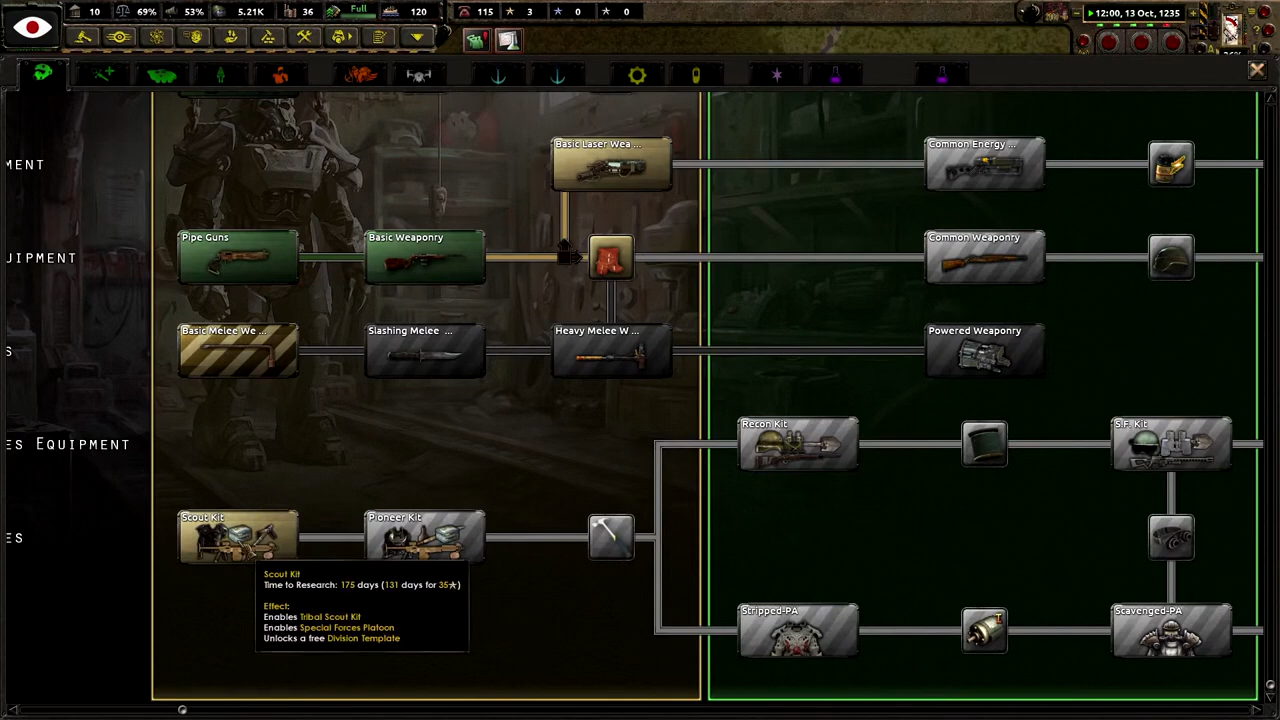 10 69% 53% 5.21K 36 Full 120 115 3 0 0 12:00, 13 Oct, 1235
MENT
Basic Laser Wea ...
Common Energy ...
UIPMENT
Pipe Guns
Basic Weaponry
Common Weaponry
S
Basic Melee We ...
Slashing Melee ...
Heavy Melee W ...
Powered Weaponry
ES EQUIPMENT
Recon Kit
S.F. Kit
ES
Scout Kit
Pioneer Kit
Scout Kit
Time to Research: 175 days (131 days for 35)
Effect:
Enables Tribal Scout Kit
Enables Special Forces Platoon
Unlocks a free Division Template
Stripped-PA
Scavenged-PA